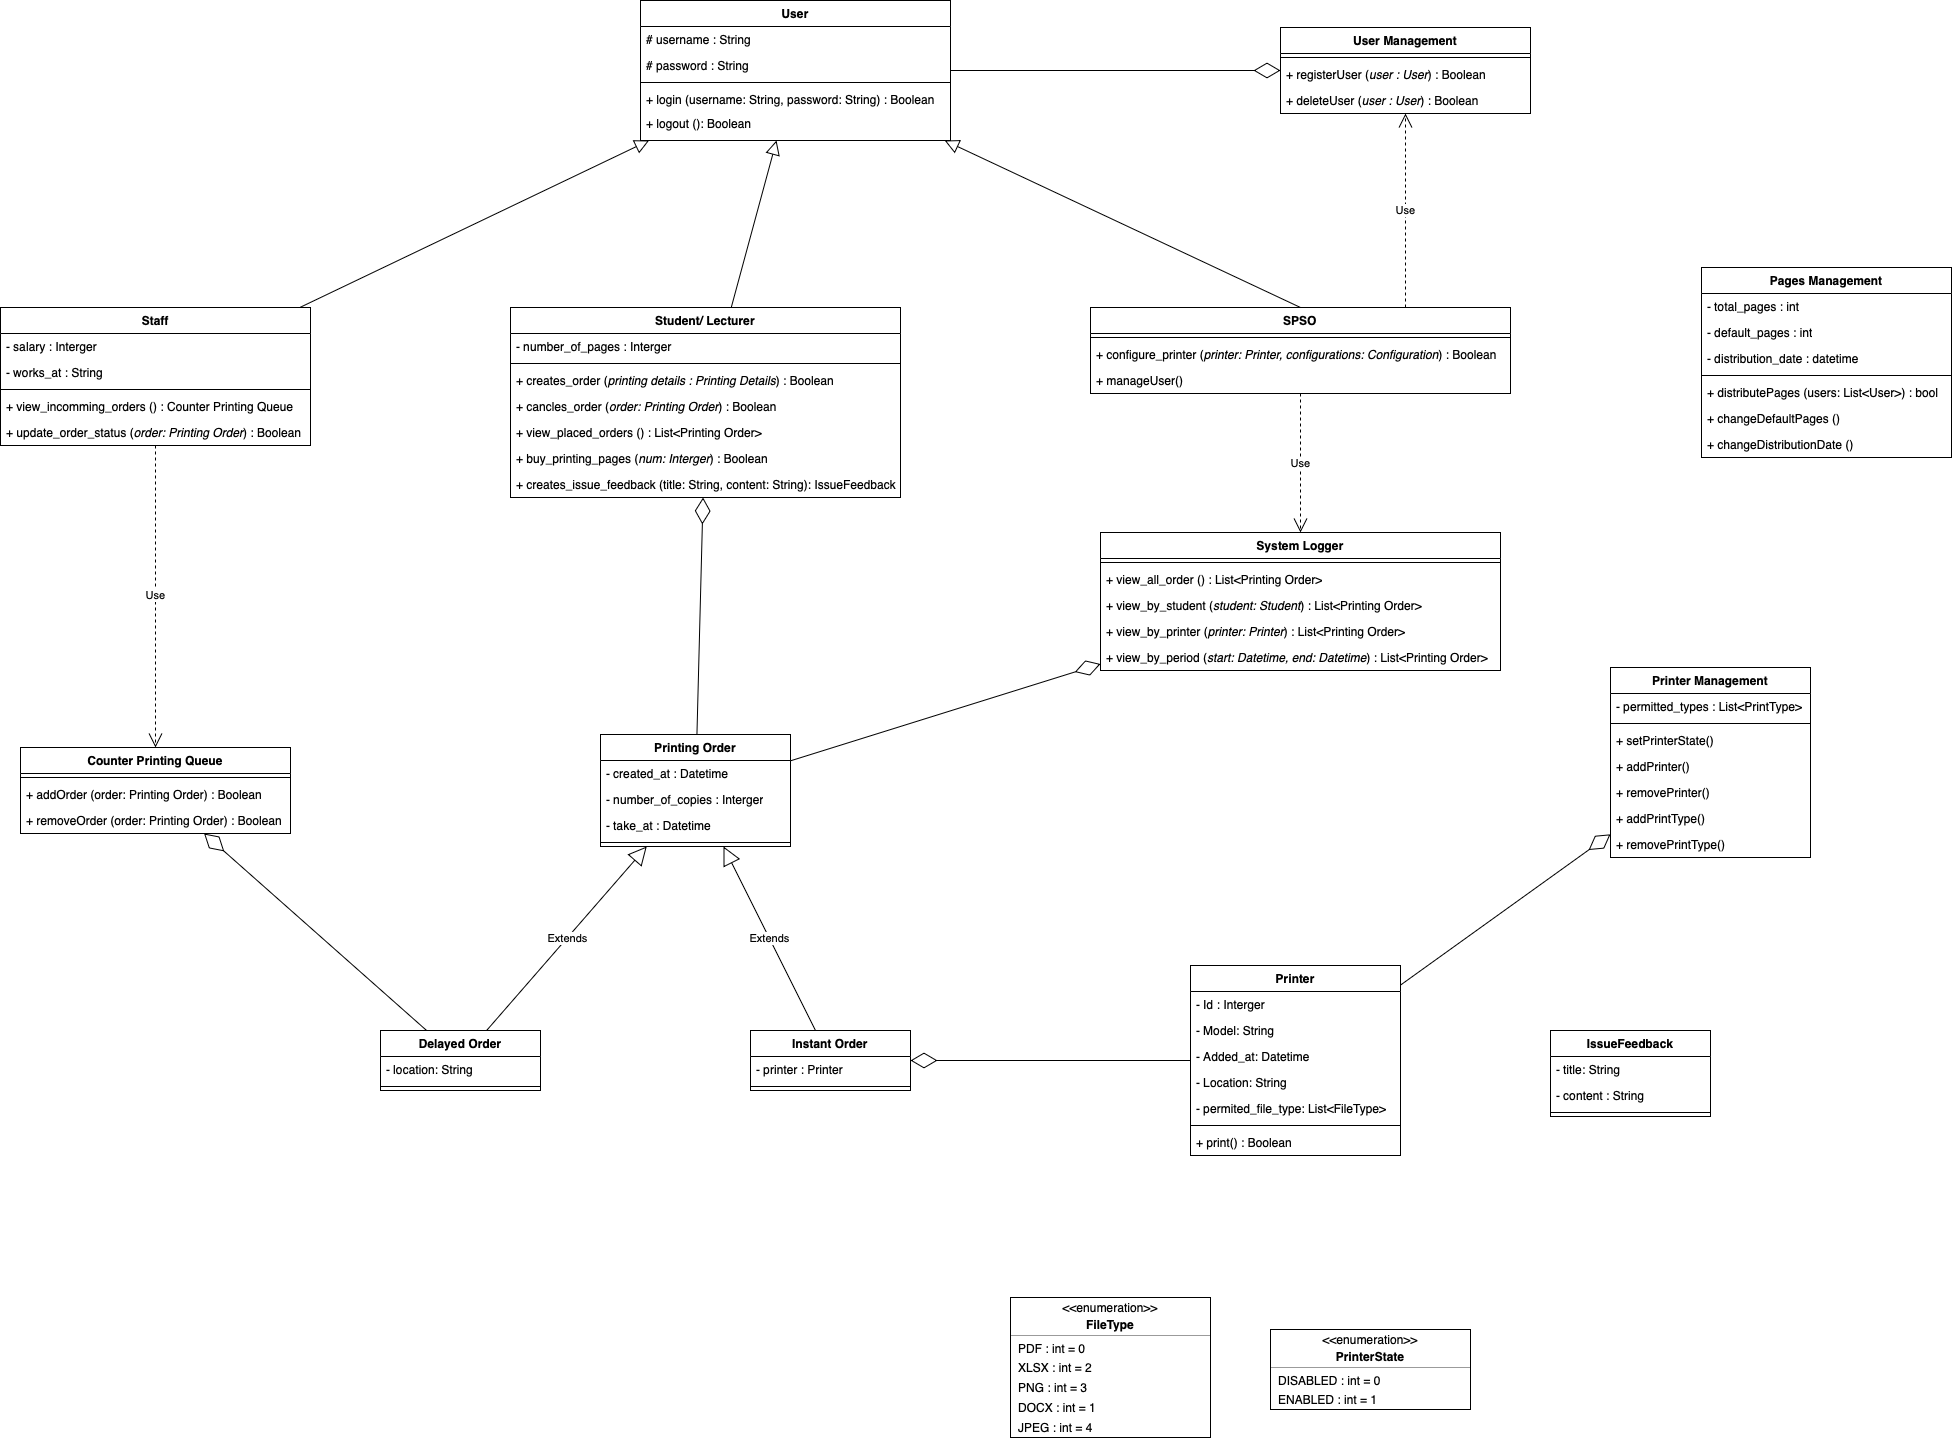 User
# username : String
# password : String
+ login (username: String, password: String) : Boolean
+ logout (): Boolean
User Management
+ registerUser (user : User) : Boolean
+ deleteUser (user : User) : Boolean
Use
Staff
- salary : Interger
- works_at : String
+ view_incomming_orders () : Counter Printing Queue
+ update_order_status (order: Printing Order) : Boolean
Student/ Lecturer
- number_of_pages : Interger
+ creates_order (printing details : Printing Details) : Boolean
+ cancles_order (order: Printing Order) : Boolean
+ view_placed_orders () : List<Printing Order>
+ buy_printing_pages (num: Interger) : Boolean
+ creates_issue_feedback (title: String, content: String): IssueFeedback
SPSO
+ configure_printer (printer: Printer, configurations: Configuration) : Boolean
+ manageUser()
Pages Management
- total_pages : int
- default_pages : int
- distribution_date : datetime
+ distributePages (users: List<User>) : bool
+ changeDefaultPages ()
+ changeDistributionDate ()
Use
Use
System Logger
+ view_all_order () : List<Printing Order>
+ view_by_student (student: Student) : List<Printing Order>
+ view_by_printer (printer: Printer) : List<Printing Order>
+ view_by_period (start: Datetime, end: Datetime) : List<Printing Order>
Counter Printing Queue
+ addOrder (order: Printing Order) : Boolean
+ removeOrder (order: Printing Order) : Boolean
Printing Order
- created_at : Datetime
- number_of_copies : Interger
- take_at : Datetime
Printer Management
- permitted_types : List<PrintType>
+ setPrinterState()
+ addPrinter()
+ removePrinter()
+ addPrintType()
+ removePrintType()
Extends
Extends
Delayed Order
- location: String
Instant Order
- printer : Printer
Printer
- Id : Interger
- Model: String
- Added_at: Datetime
- Location: String
- permited_file_type: List<FileType>
+ print() : Boolean
IssueFeedback
- title: String
- content : String
<<enumeration>>
FileType
PDF : int = 0
XLSX : int = 2
PNG : int = 3
DOCX : int = 1
JPEG : int = 4
<<enumeration>>
PrinterState
DISABLED : int = 0
ENABLED : int = 1